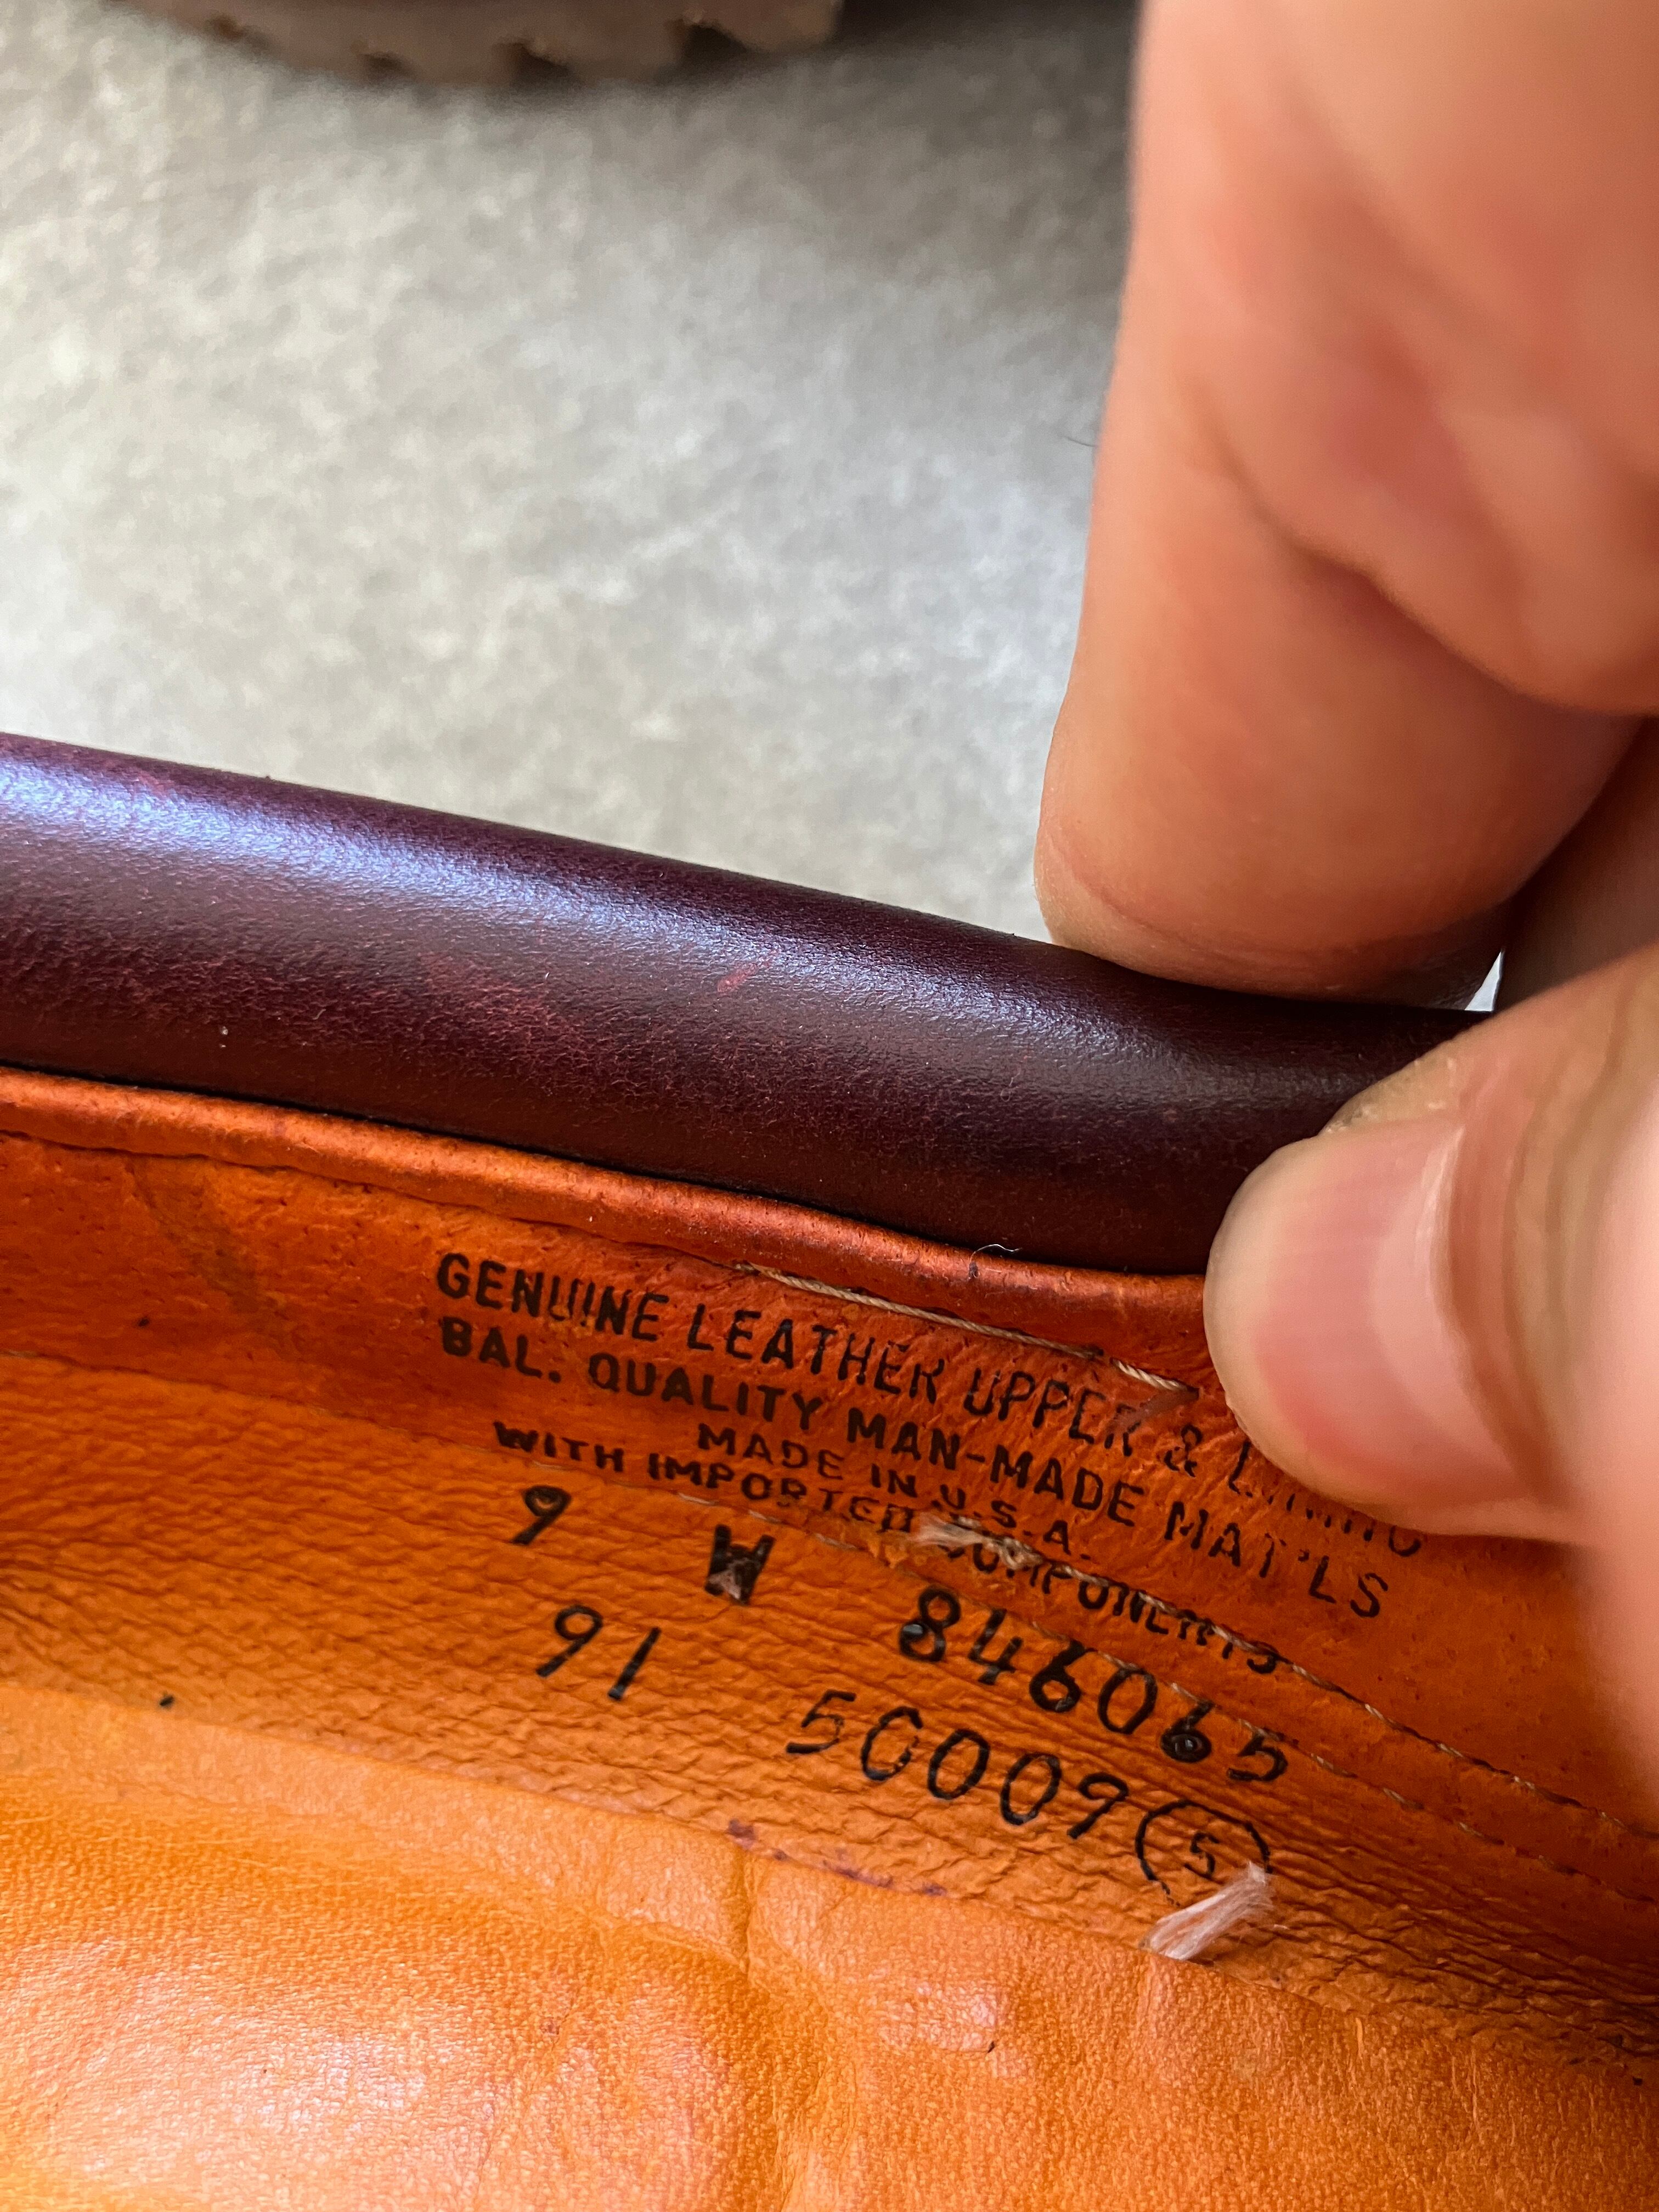 GENUINE LEATHER UPPER &
BAL. QUALITY MAN-MADE MAT'LS
MADE IN U.S.A.
WITH IMPORTED COMPONENTS
9 W 846065
91 50009 5